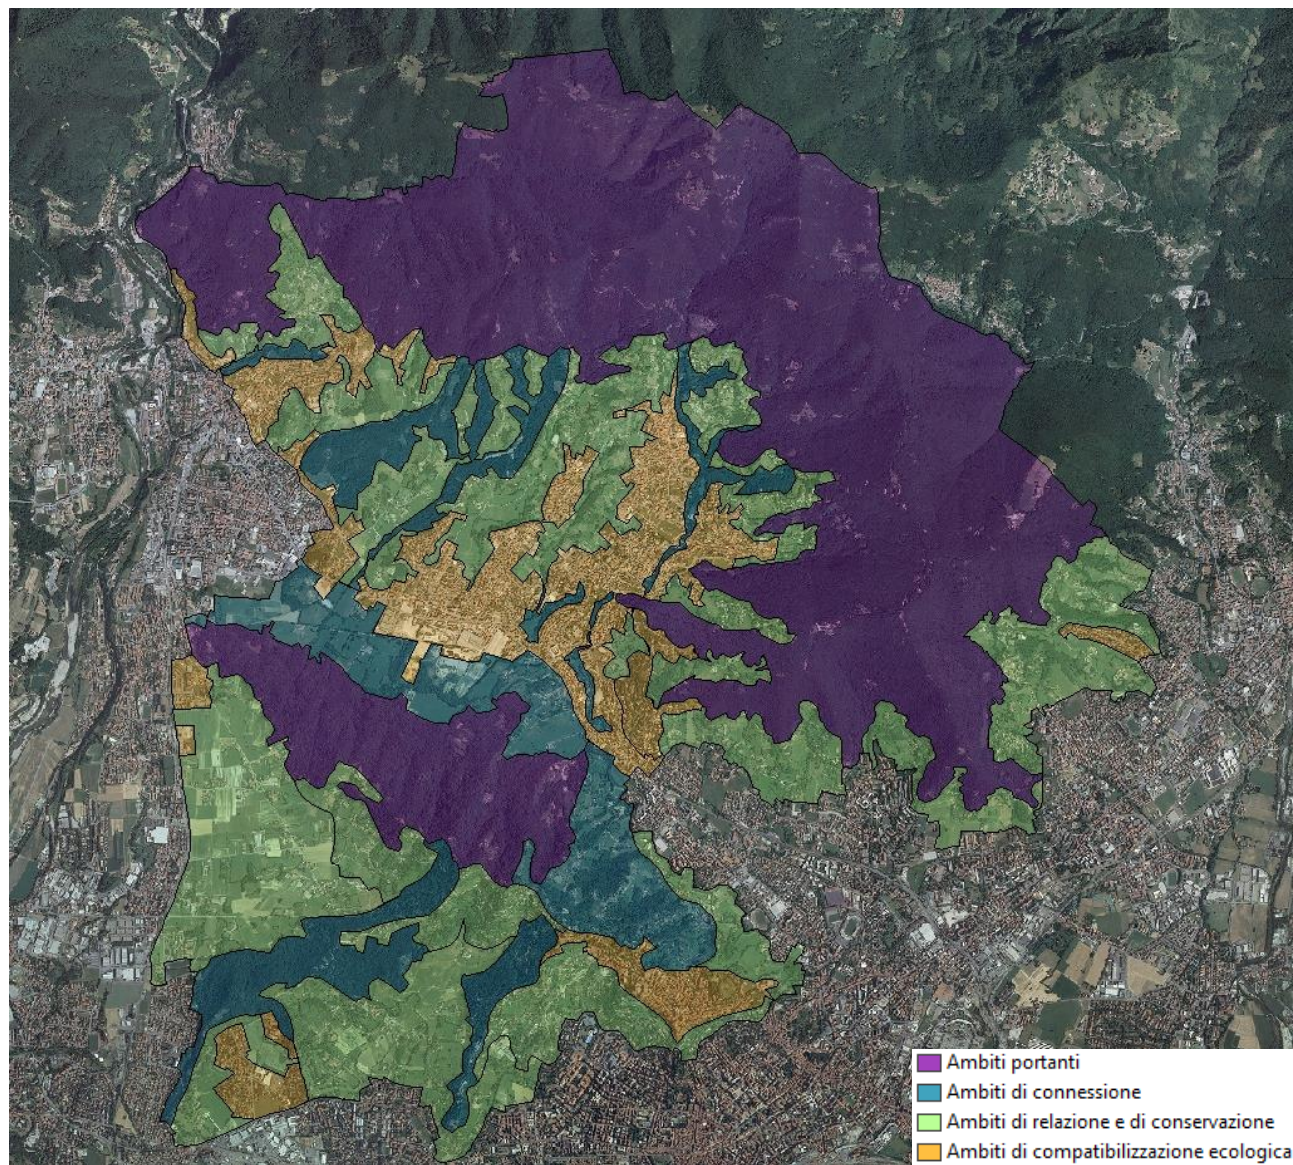 Ambiti portanti
Ambiti di connessione
Ambiti di relazione e di conservazione
Ambiti di compatibilizzazione ecologica